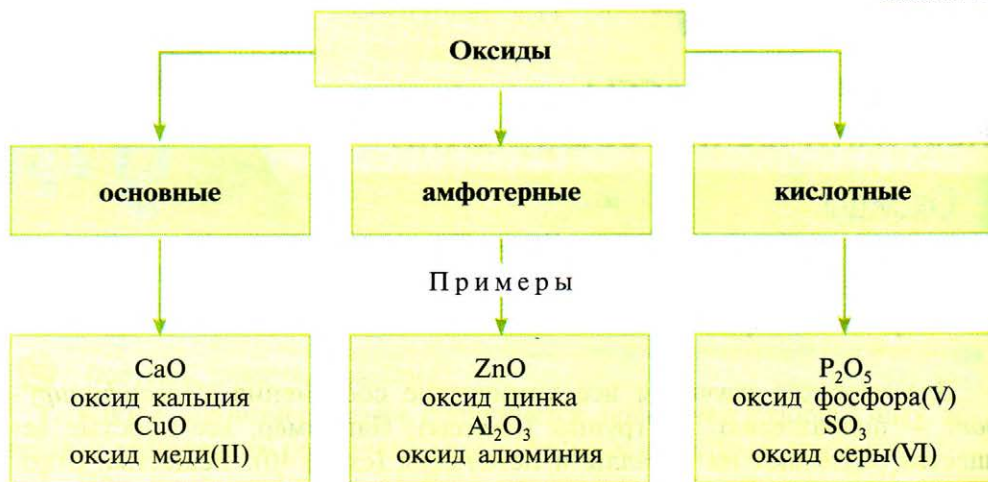 Оксиды
основные
амфотерные
кислотные
Примеры
CaO
оксид кальция
CuO
оксид меди(II)
ZnO
оксид цинка
Al₂O₃
оксид алюминия
P₂O₅
оксид фосфора(V)
SO₃
оксид серы(VI)